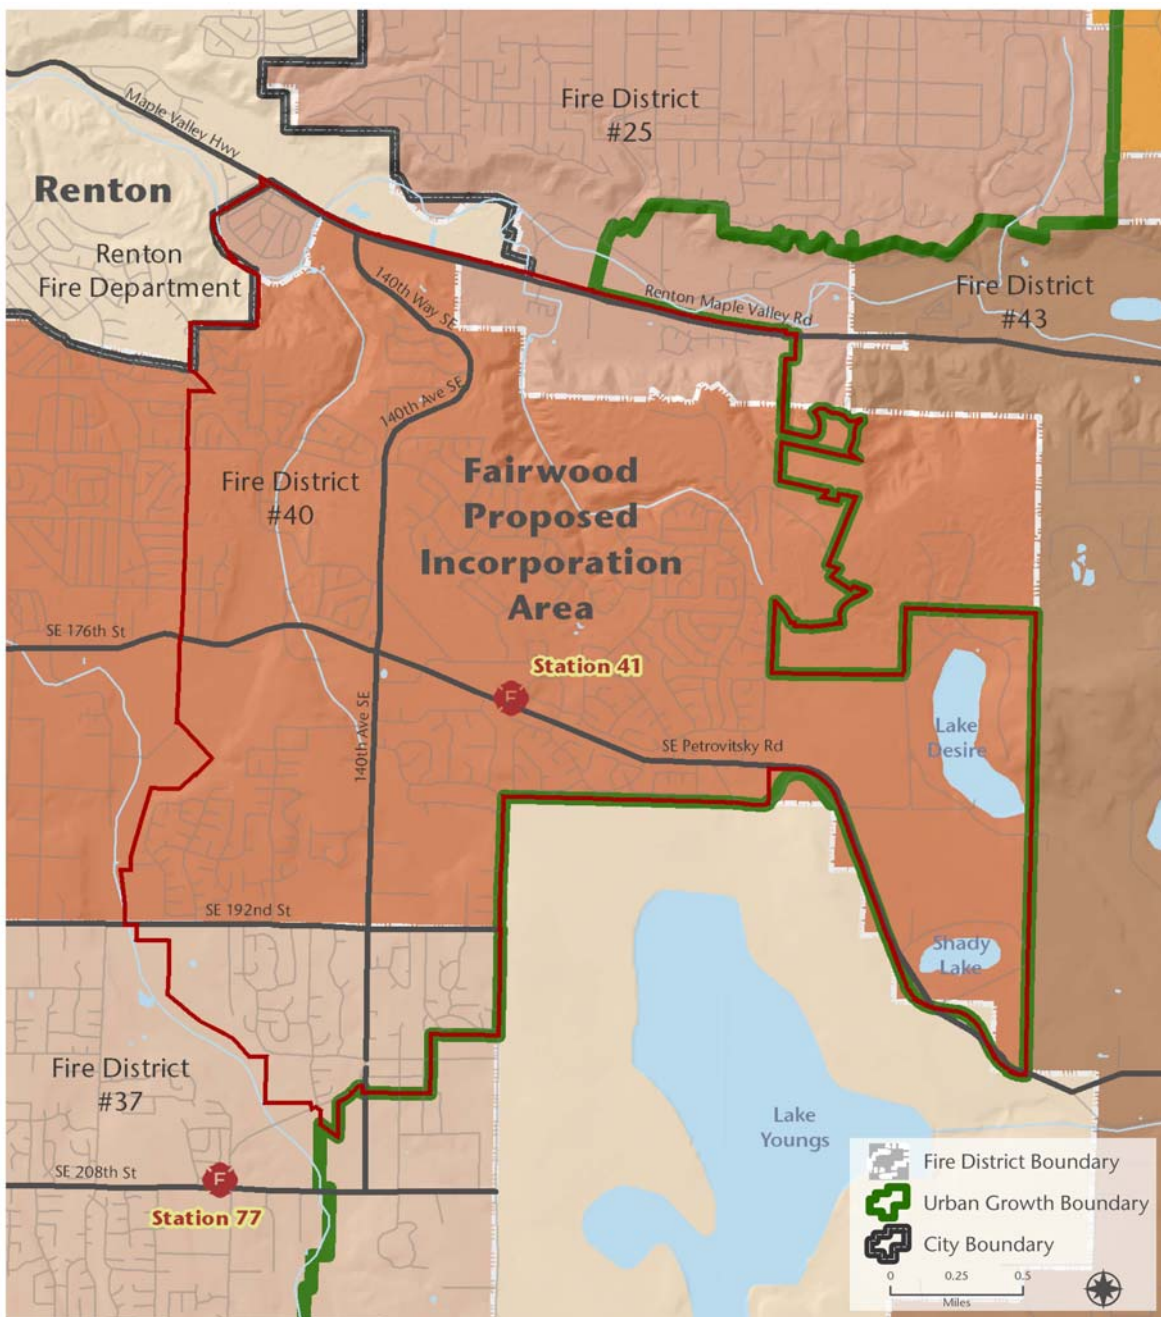 Fire District
#25
Maple Valley Hwy
Renton
Renton
Fire Department
140th Way SE
Renton Maple Valley Rd
Fire District
#43
140th Ave SE
Fire District
#40
Fairwood
Proposed
Incorporation
Area
SE 176th St
Station 41
F
140th Ave SE
SE Petrovitsky Rd
Lake
Desire
SE 192nd St
Shady
Lake
Fire District
#37
Lake
Youngs
SE 208th St
F
Station 77
Fire District Boundary
Urban Growth Boundary
City Boundary
0 0.25 0.5
Miles